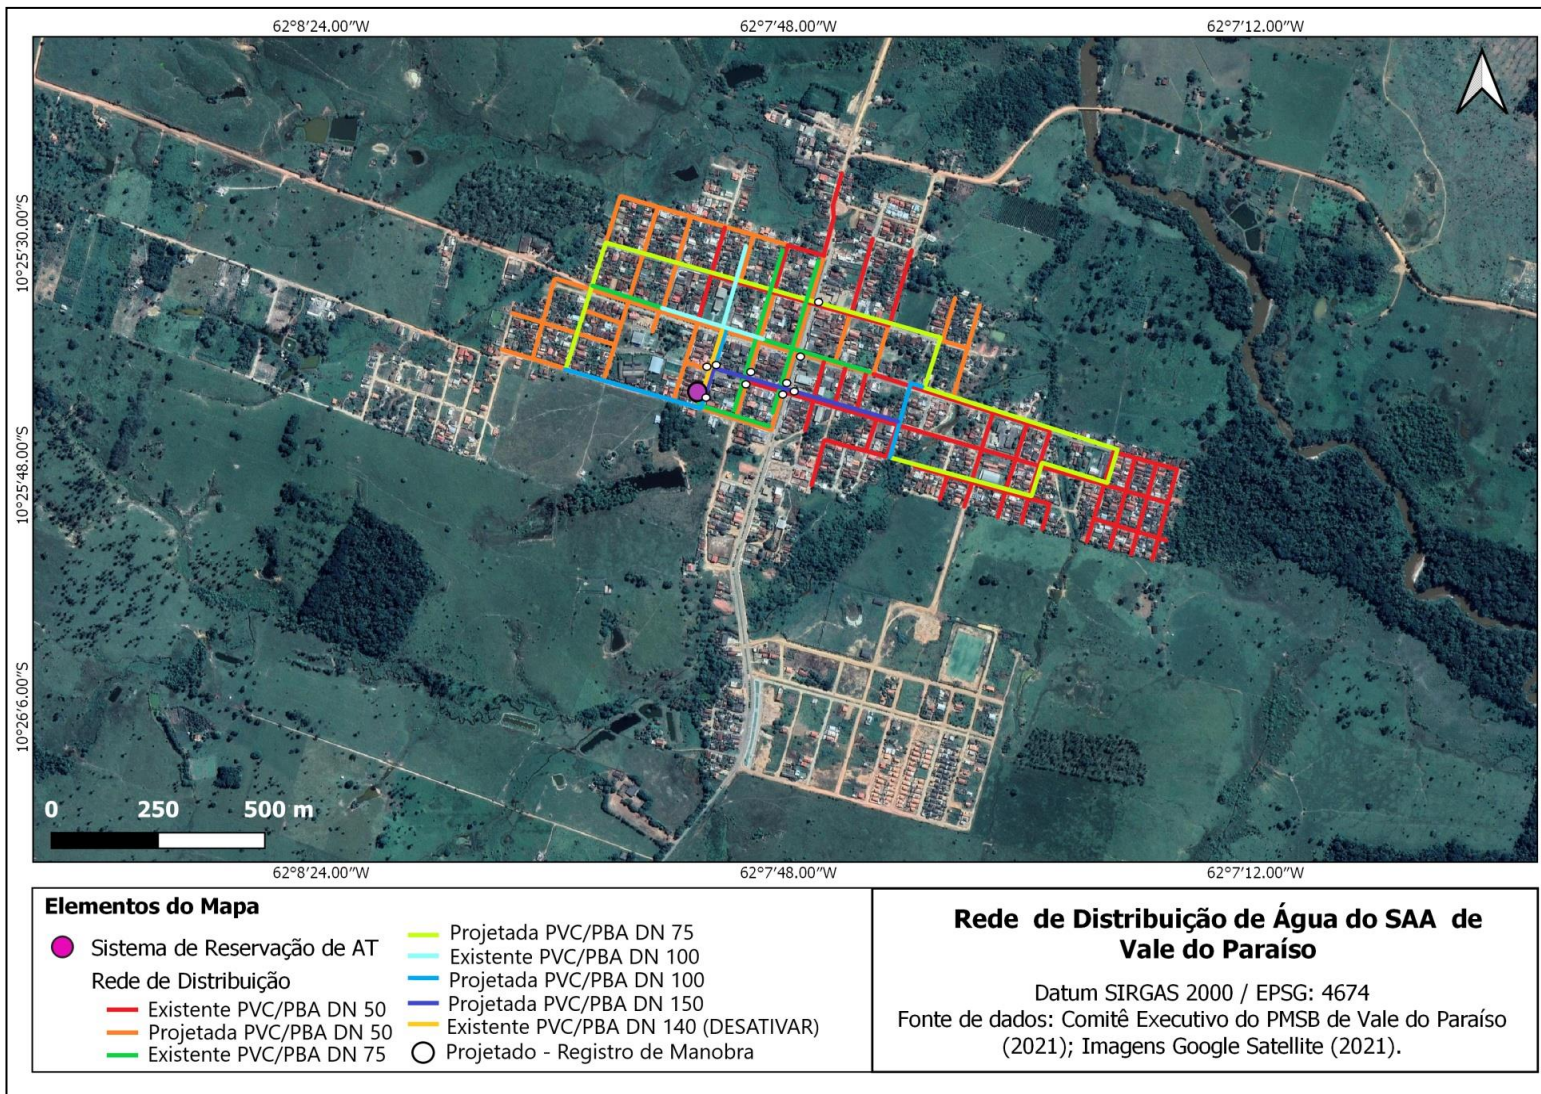 62°8'24.00"W
62°7'48.00"W
62°7'12.00"W
10°25'30.00"S
10°25'48.00"S
10°26'6.00"S
0 250 500 m
62°8'24.00"W
62°7'48.00"W
62°7'12.00"W
Elementos do Mapa
Sistema de Reservação de AT
Rede de Distribuição
Existente PVC/PBA DN 50
Projetada PVC/PBA DN 50
Existente PVC/PBA DN 75
Projetada PVC/PBA DN 75
Existente PVC/PBA DN 100
Projetada PVC/PBA DN 100
Projetada PVC/PBA DN 150
Existente PVC/PBA DN 140 (DESATIVAR)
Projetado - Registro de Manobra
Rede de Distribuição de Água do SAA de
Vale do Paraíso
Datum SIRGAS 2000 / EPSG: 4674
Fonte de dados: Comitê Executivo do PMSB de Vale do Paraíso
(2021); Imagens Google Satellite (2021).